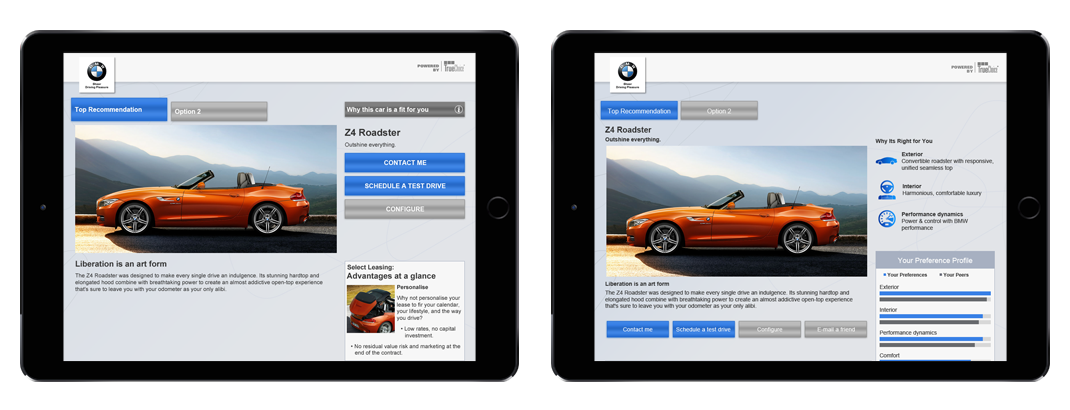 BMW
Sheer
Driving Pleasure
POWERED
BY
TrueChoice
Top Recommendation
Option 2
Why this car is a fit for you
Z4 Roadster
Outshine everything.
CONTACT ME
SCHEDULE A TEST DRIVE
CONFIGURE
Liberation is an art form
The Z4 Roadster was designed to make every single drive an indulgence. Its stunning hardtop and
elongated hood combine with breathtaking power to create an almost addictive open-top experience
that's sure to leave you with your odometer as your only alibi.
Select Leasing:
Advantages at a glance
Personalise
Why not personalise your
lease to fir your calendar,
your lifestyle, and the way
you drive?
• Low rates, no capital
investment.
• No residual value risk and marketing at the
end of the contract.
BMW
Sheer
Driving Pleasure
POWERED
BY
TrueChoice
Top Recommendation
Option 2
Z4 Roadster
Outshine everything.
Liberation is an art form
The Z4 Roadster was designed to make every single drive an indulgence. Its stunning hardtop and
elongated hood combine with breathtaking power to create an almost addictive open-top experience
that's sure to leave you with your odometer as your only alibi.
Contact me
Schedule a test drive
Configure
E-mail a friend
Why Its Right for You
Exterior
Convertible roadster with responsive,
unified seamless top
Interior
Harmonious, comfortable luxury
Performance dynamics
Power & control with BMW
performance
Your Preference Profile
Your Preferences
Your Peers
Exterior
Interior
Performance dynamics
Comfort